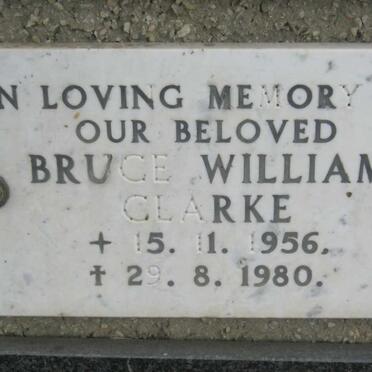 N LOVING MEMORY
OUR BELOVED
BRUCE WILLIAM
CLARKE
+ 15. 11. 1956.
✝ 29. 8. 1980.